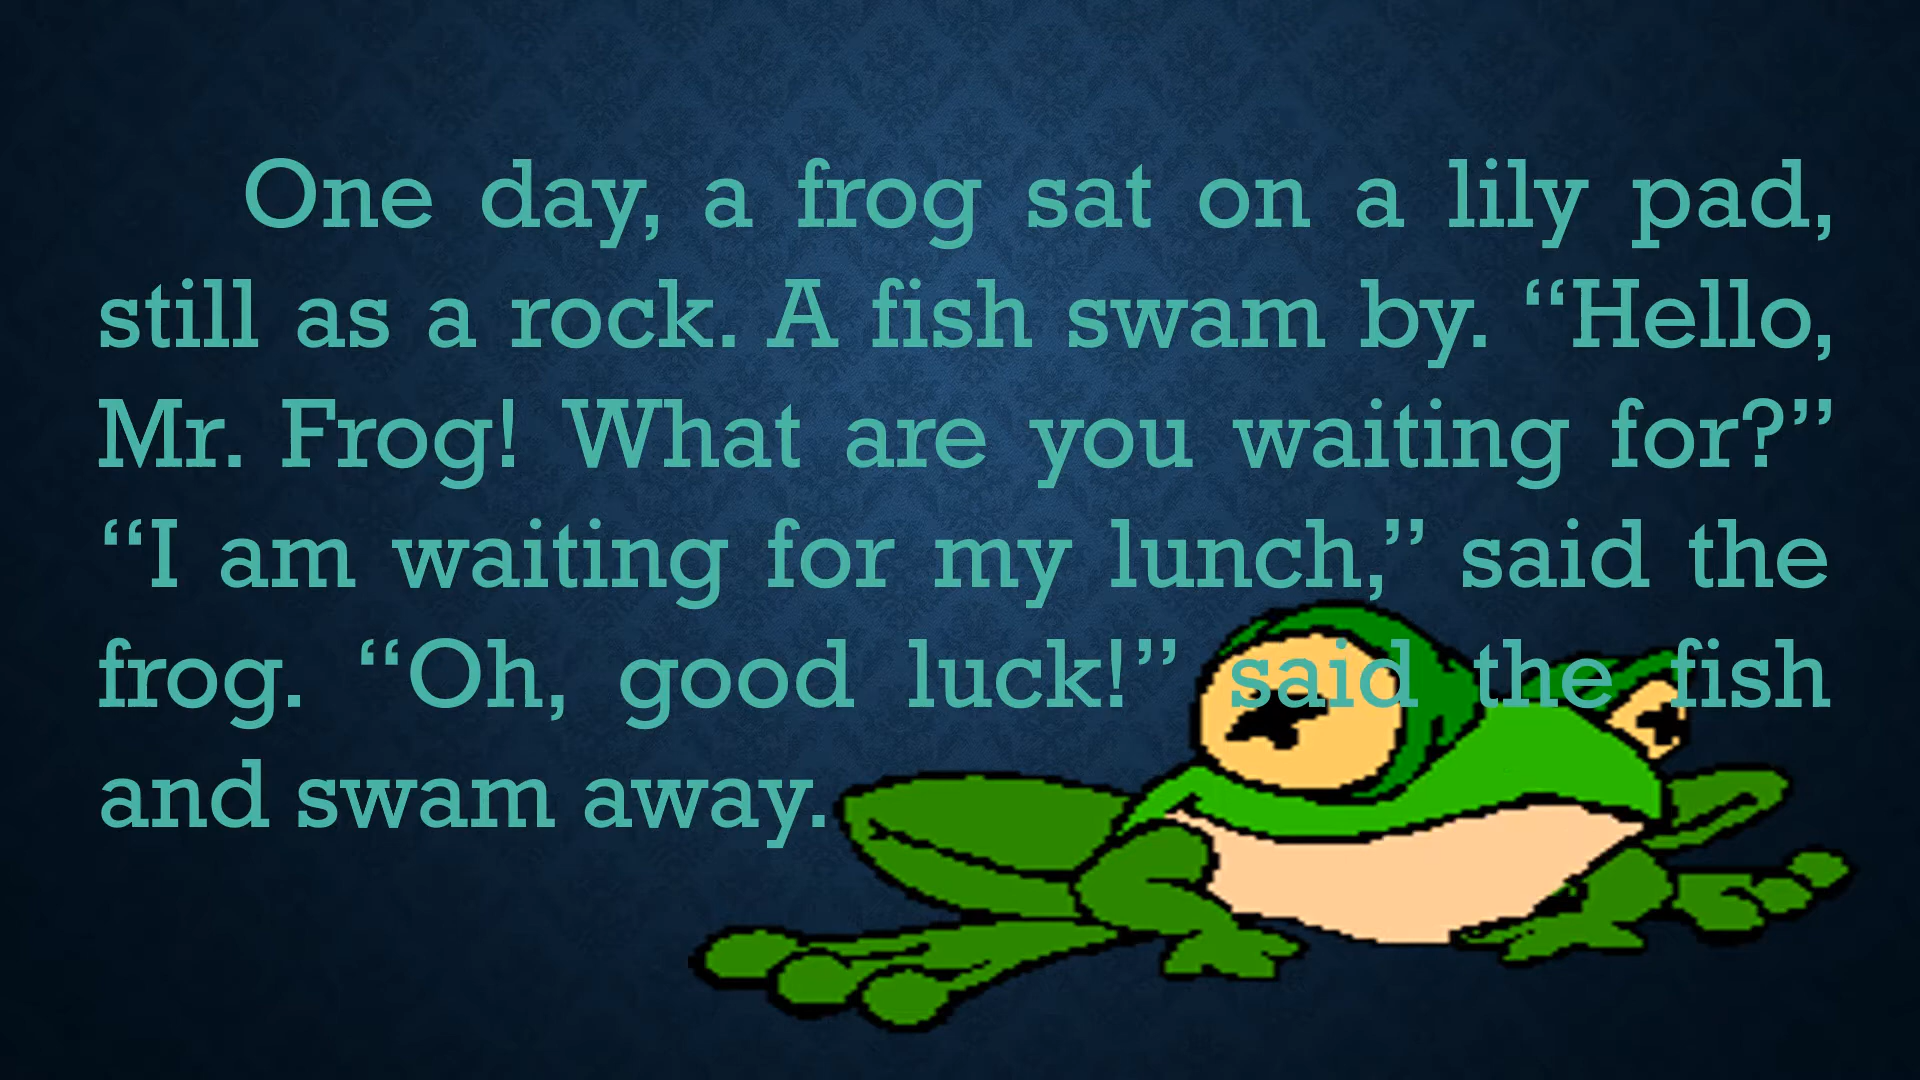 One day, a frog sat on a lily pad,
still as a rock. A fish swam by. “Hello,
Mr. Frog! What are you waiting for?”
“I am waiting for my lunch,” said the
frog. “Oh, good luck!” said the fish
and swam away.